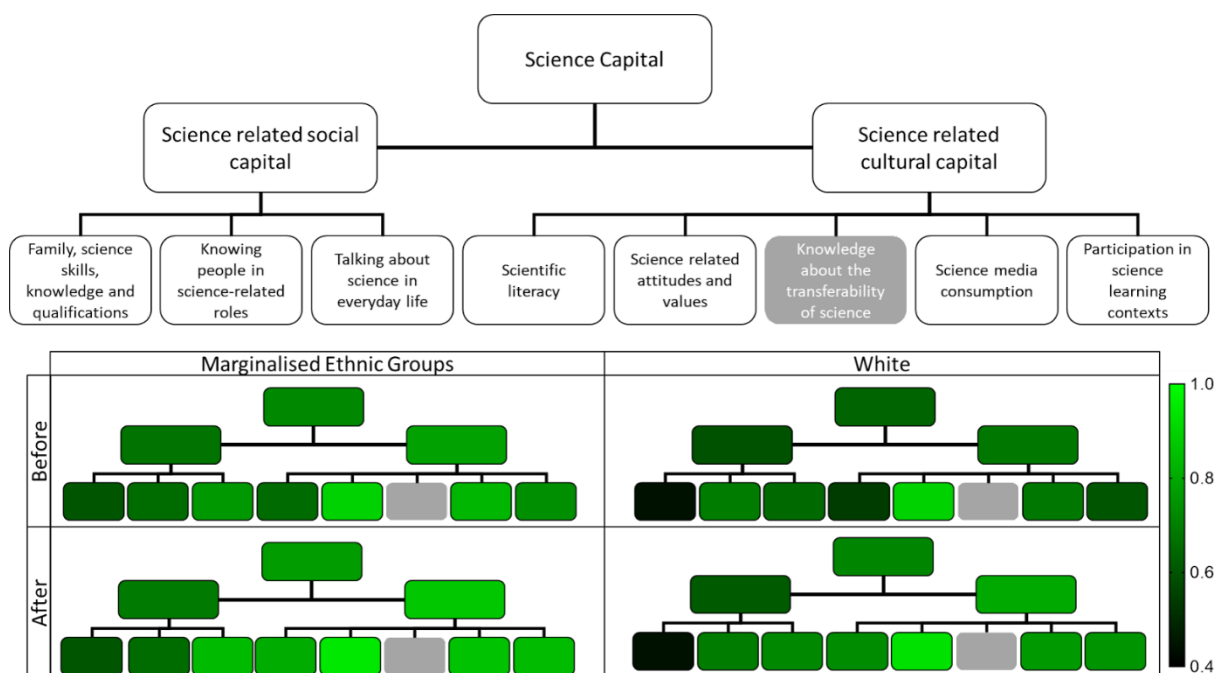 Science Capital
Science related social
capital
Science related
cultural capital
Family, science
skills,
knowledge and
qualifications
Knowing
people in
science-related
roles
Talking about
science in
everyday life
Scientific
literacy
Science related
attitudes and
values
Knowledge
about the
transferability
of science
Science media
consumption
Participation in
science
learning
contexts
Marginalised Ethnic Groups
White
Before
After
1.0
0.8
0.6
0.4